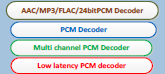 AAC/MP3/FLAC/24bitPCM Decoder
PCM Decoder
Multi channel PCM Decoder
Low latency PCM decoder